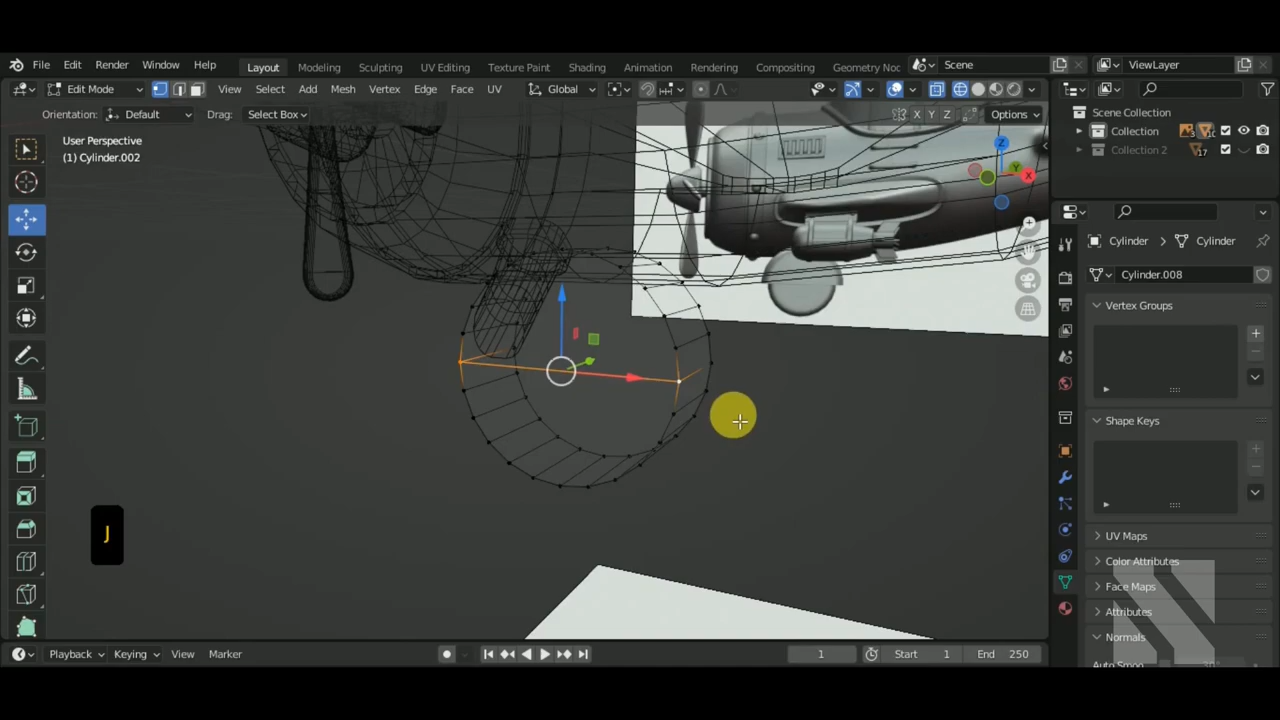 File Edit Render Window Help Layout Modeling Sculpting UV Editing Texture Paint Shading Animation Rendering Compositing Geometry Noc Scene ViewLayer
Edit Mode View Select Add Mesh Vertex Edge Face UV Global
Orientation: Default Drag: Select Box X Y Z Options
User Perspective
(1) Cylinder.002
Z
Y
X
J
Scene Collection
Collection
Collection 2 17
Cylinder Cylinder
Cylinder.008
Vertex Groups
Shape Keys
UV Maps
Color Attributes
Face Maps
Attributes
Normals
Playback Keying View Marker 1 Start 1 End 250